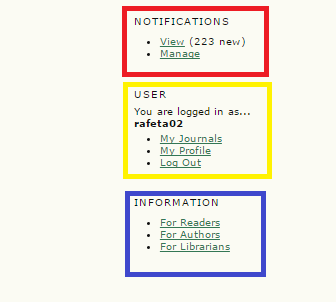 NOTIFICATIONS
View (223 new)
Manage
USER
You are logged in as...
rafeta02
My Journals
My Profile
Log Out
INFORMATION
For Readers
For Authors
For Librarians